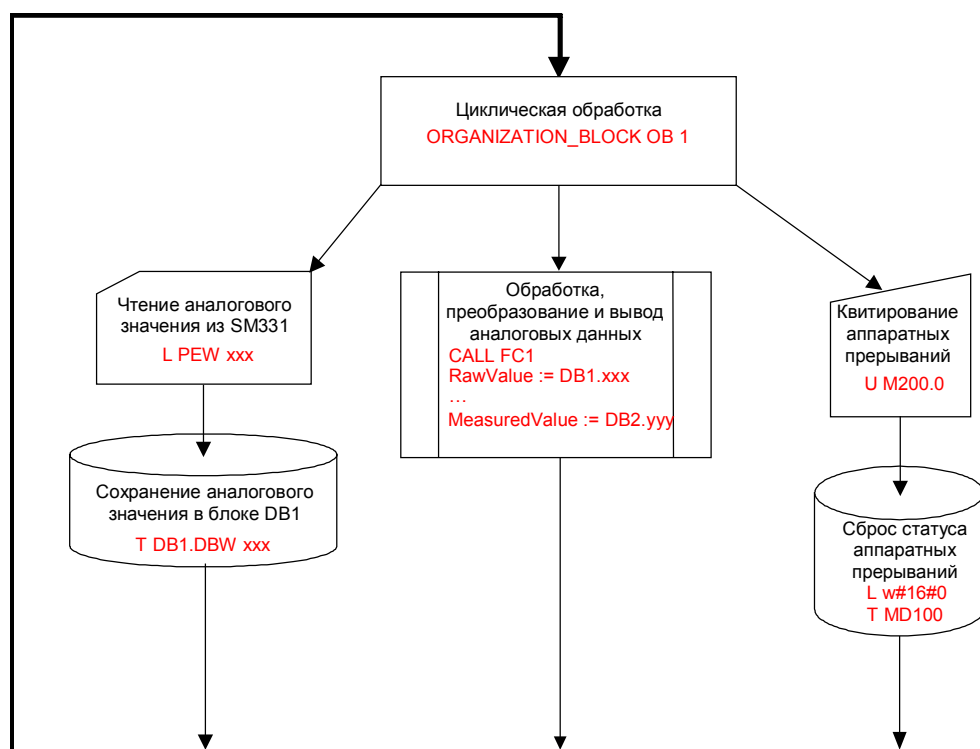 Циклическая обработка
ORGANIZATION_BLOCK OB 1
Чтение аналогового
значения из SM331
L PEW xxx
Сохранение аналогового
значения в блоке DB1
T DB1.DBW xxx
Обработка,
преобразование и вывод
аналоговых данных
CALL FC1
RawValue := DB1.xxx
...
MeasuredValue := DB2.yyy
Квитирование
аппаратных
прерываний
U M200.0
Сброс статуса
аппаратных
прерываний
L w#16#0
T MD100